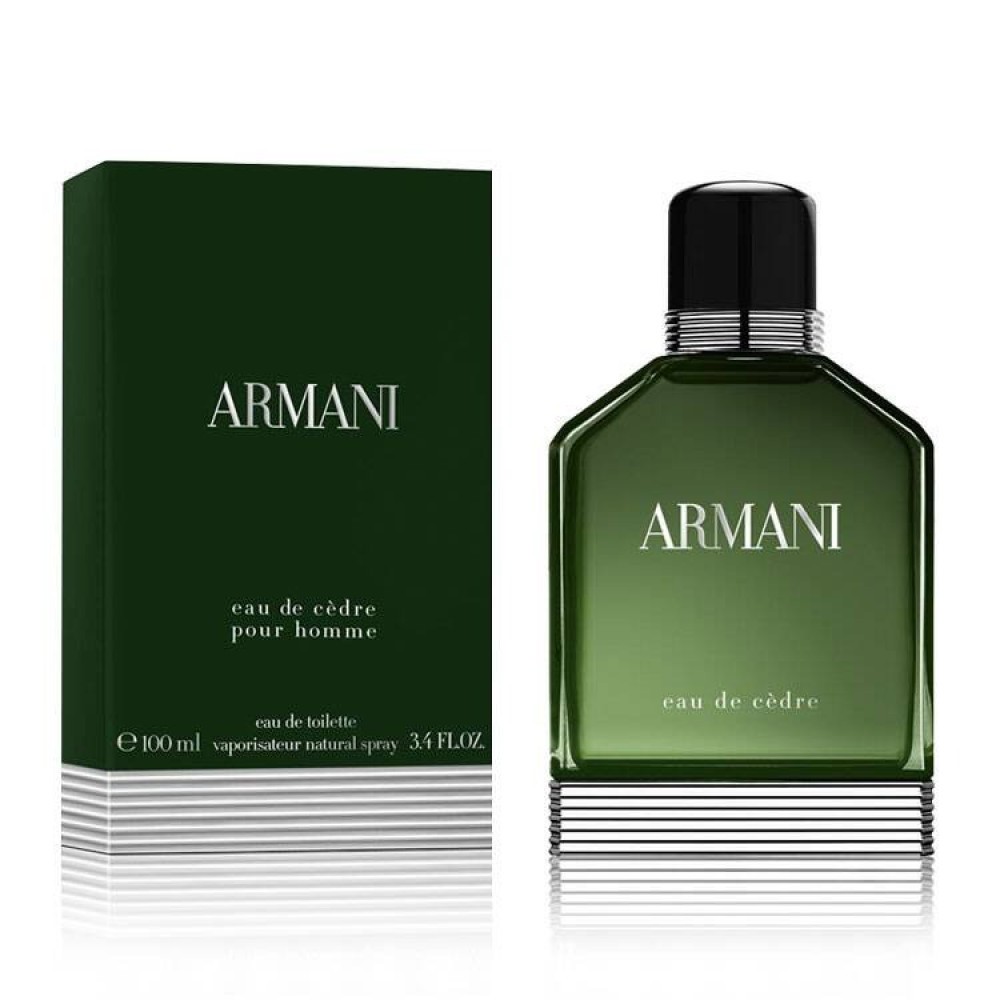 ARMANI
eau de cèdre
pour homme
eau de toilette
℮ 100 ml vaporisateur natural spray 3.4 FL.OZ.
ARMANI
eau de cèdre